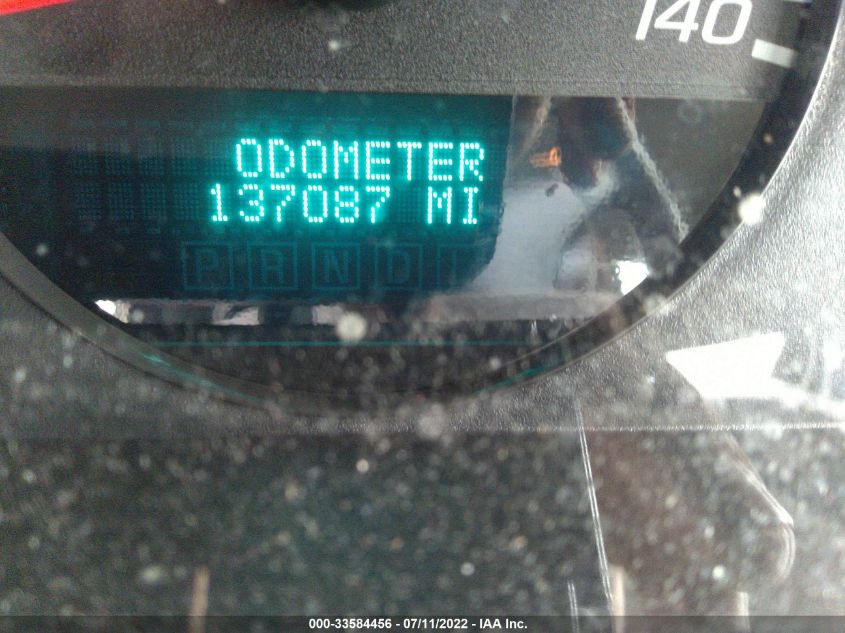 140
ODOMETER
137087 MI
P R N D
000-33584456 - 07/11/2022 - IAA Inc.